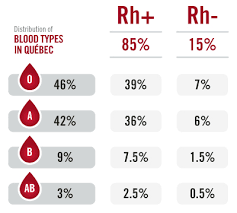 Distribution of
BLOOD TYPES
IN QUÉBEC
Rh+ Rh-
85% 15%
O 46% 39% 7%
A 42% 36% 6%
B 9% 7.5% 1.5%
AB 3% 2.5% 0.5%